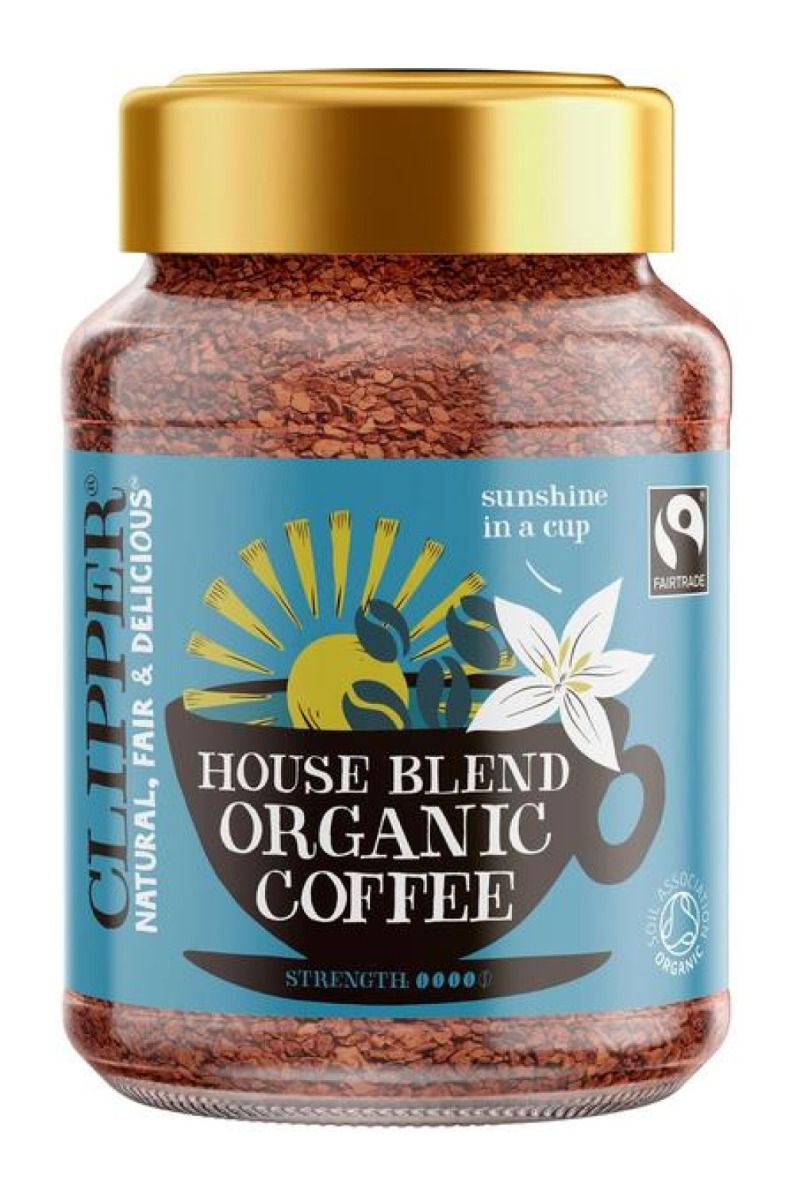 CLIPPER®
NATURAL, FAIR & DELICIOUS®
sunshine
in a cup
FAIRTRADE
®
HOUSE BLEND
ORGANIC
COFFEE
STRENGTH:
SOIL ASSOCIATION
ORGANIC